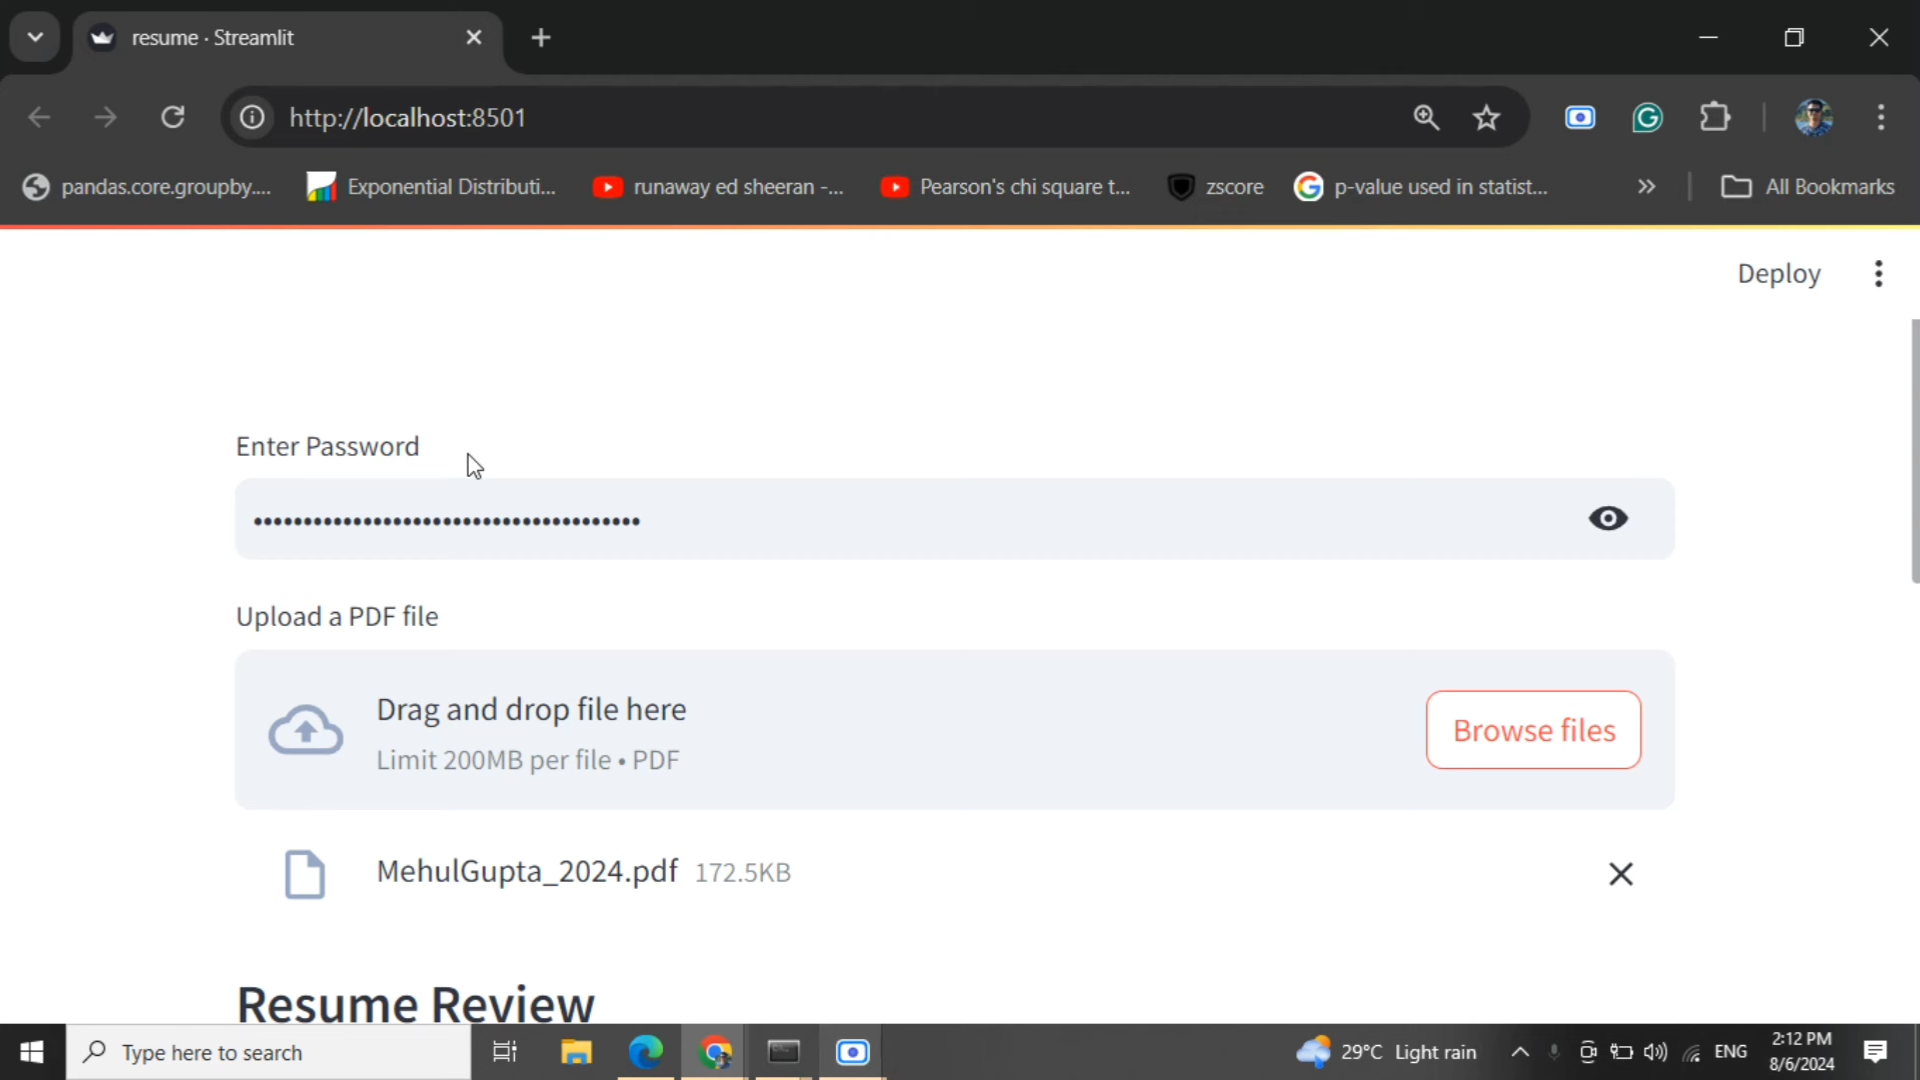 resume · Streamlit
http://localhost:8501
pandas.core.groupby....
Exponential Distributi...
runaway ed sheeran -...
Pearson's chi square t...
zscore
p-value used in statist...
All Bookmarks
Deploy
Enter Password
•••••••••••••••••••••••••••••••••••••••
Upload a PDF file
Drag and drop file here
Limit 200MB per file • PDF
Browse files
MehulGupta_2024.pdf 172.5KB
Resume Review
Type here to search
29°C Light rain
ENG
2:12 PM
8/6/2024